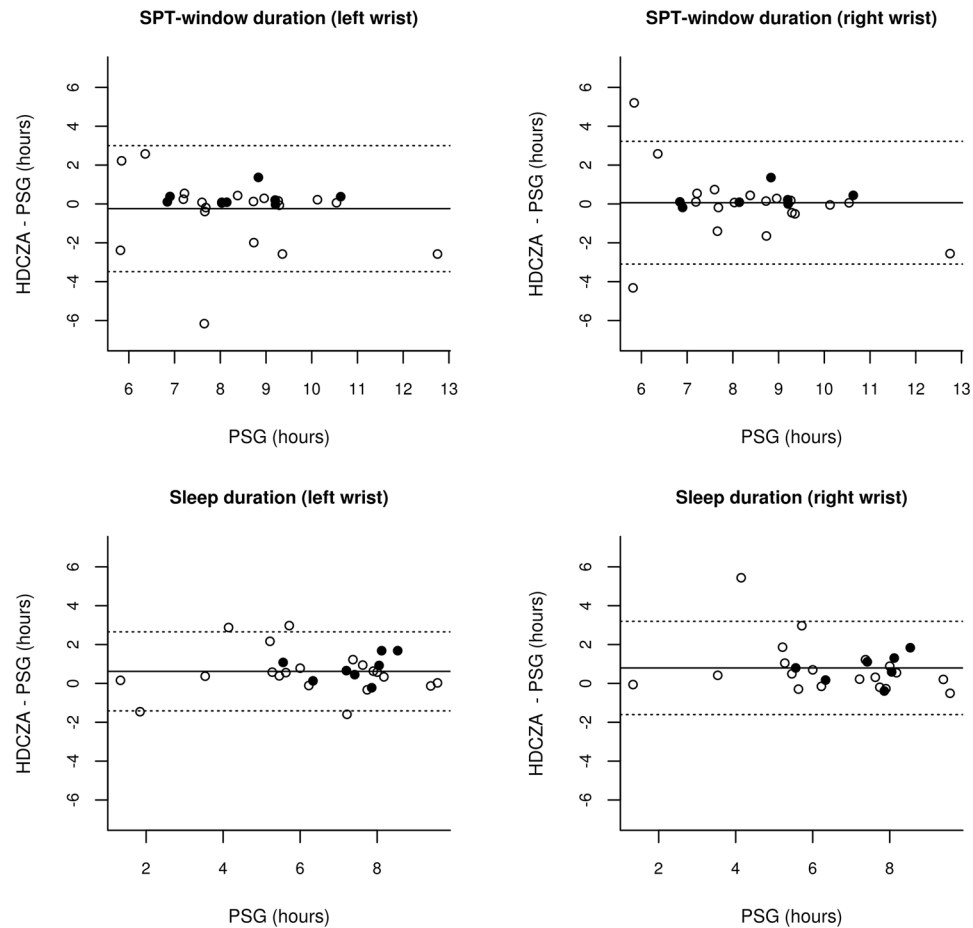 SPT-window duration (left wrist)
HDCZA - PSG (hours)
6
4
2
0
-2
-4
-6
6 7 8 9 10 11 12 13
PSG (hours)
SPT-window duration (right wrist)
HDCZA - PSG (hours)
6
4
2
0
-2
-4
-6
6 7 8 9 10 11 12 13
PSG (hours)
Sleep duration (left wrist)
HDCZA - PSG (hours)
6
4
2
0
-2
-4
-6
2 4 6 8
PSG (hours)
Sleep duration (right wrist)
HDCZA - PSG (hours)
6
4
2
0
-2
-4
-6
2 4 6 8
PSG (hours)